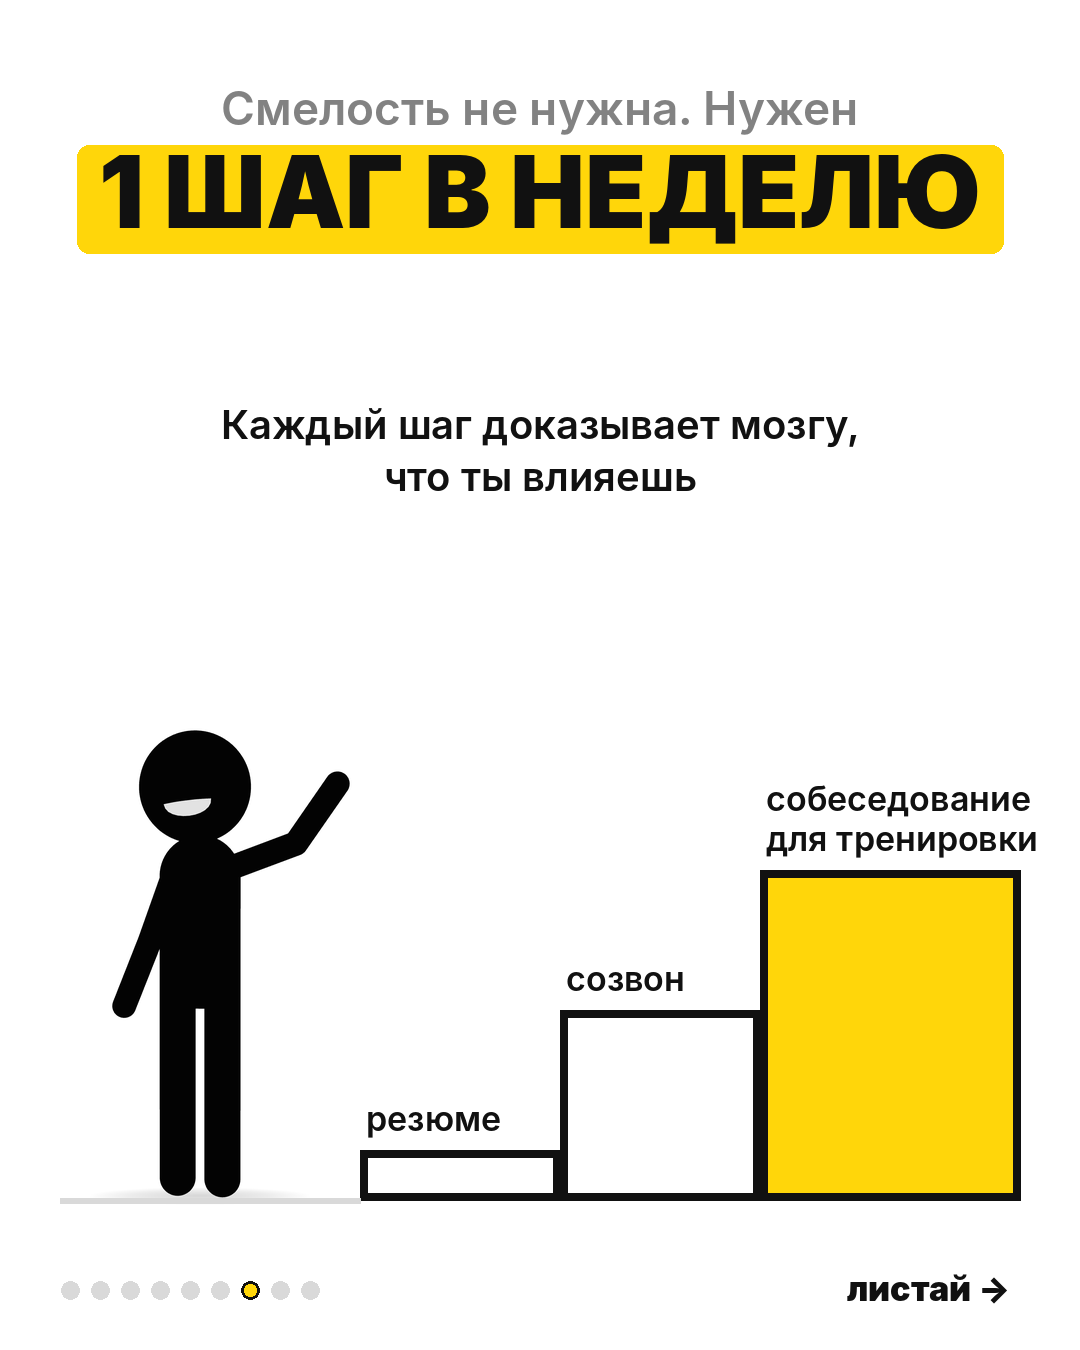 Смелость не нужна. Нужен
1 ШАГ В НЕДЕЛЮ
Каждый шаг доказывает мозгу,
что ты влияешь
собеседование
для тренировки
созвон
резюме
листай →